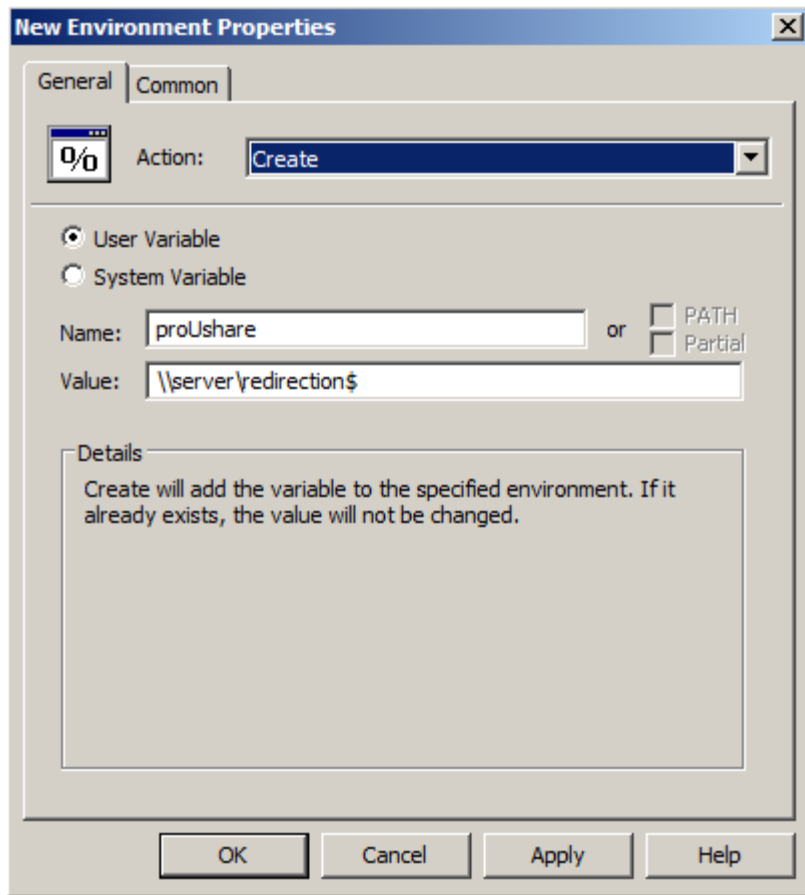 New Environment Properties
General Common
% Action: Create
User Variable
System Variable
Name: proUshare or PATH
Partial
Value: \\server\redirection$
Details
Create will add the variable to the specified environment. If it
already exists, the value will not be changed.
OK Cancel Apply Help